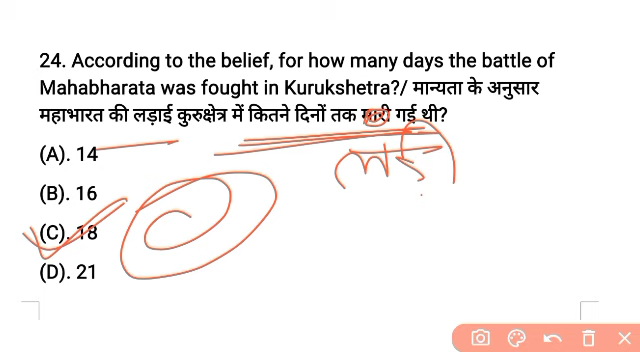 24. According to the belief, for how many days the battle of
Mahabharata was fought in Kurukshetra?/ मान्यता के अनुसार
महाभारत की लड़ाई कुरुक्षेत्र में कितने दिनों तक मारी गई थी?
लड़ी
(A). 14
(B). 16
(C). 18
(D). 21